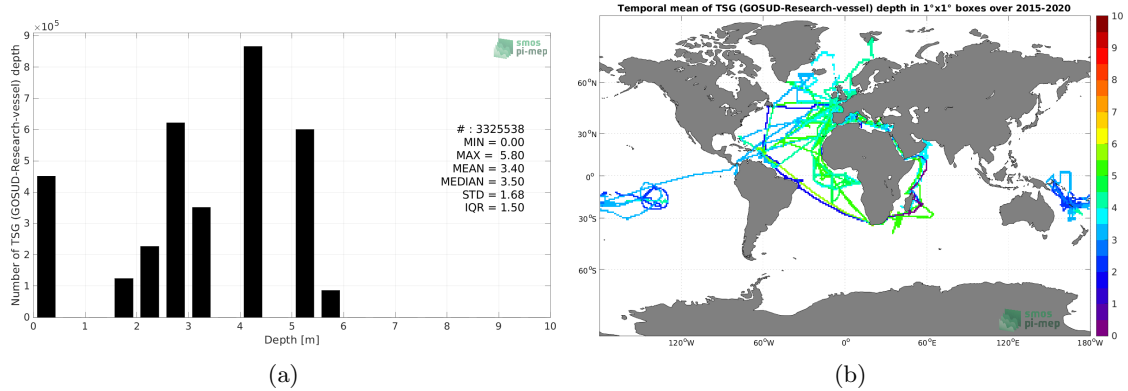 ×10⁵
9
8
7
6
5
4
3
2
1
0
Number of TSG (GOSUD-Research-vessel) depth
smos
pi-mep
# : 3325538
MIN = 0.00
MAX = 5.80
MEAN = 3.40
MEDIAN = 3.50
STD = 1.68
IQR = 1.50
0 1 2 3 4 5 6 7 8 9 10
Depth [m]
(a)
Temporal mean of TSG (GOSUD-Research-vessel) depth in 1°x1° boxes over 2015-2020
60°N
30°N
0°
30°S
60°S
120°W 60°W 0° 60°E 120°E 180°W
smos
pi-mep
10
9
8
7
6
5
4
3
2
1
0
(b)